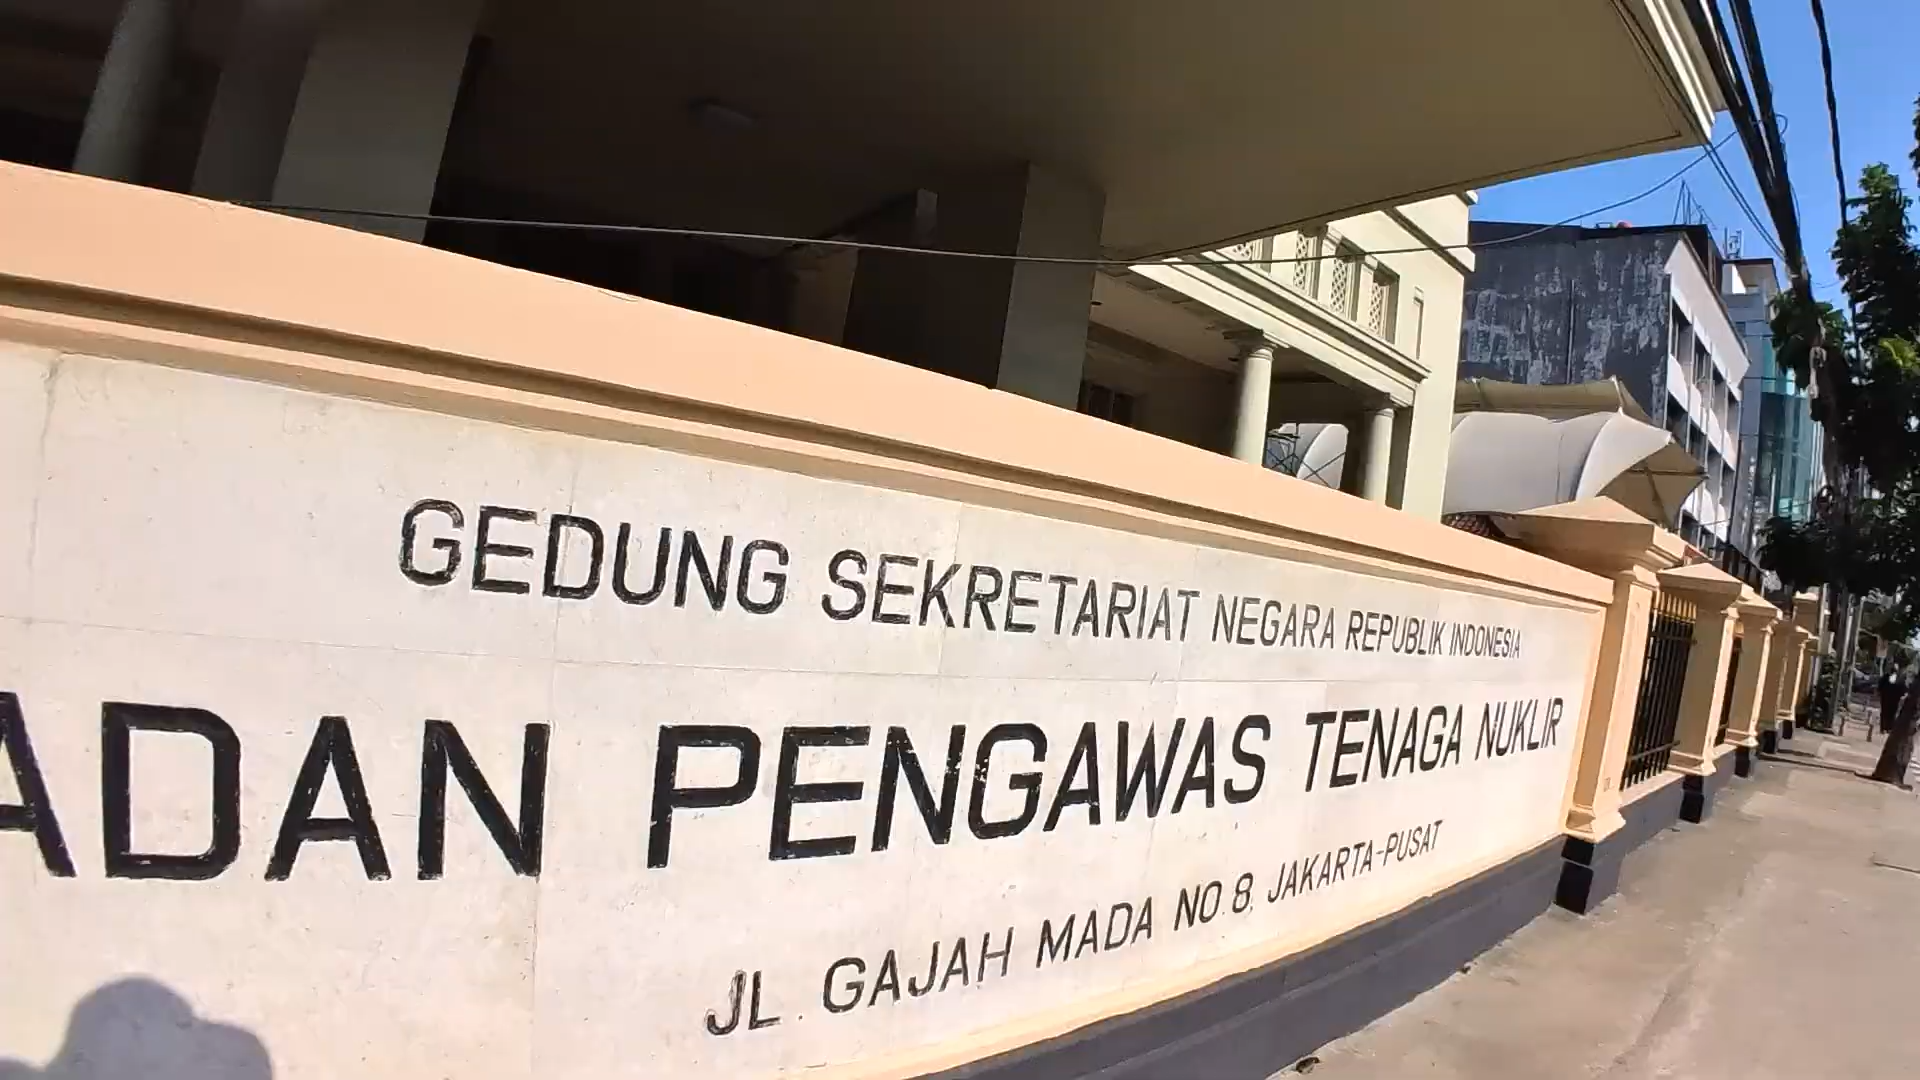 GEDUNG SEKRETARIAT NEGARA REPUBLIK INDONESIA
ADAN PENGAWAS TENAGA NUKLIR
JL. GAJAH MADA NO.8, JAKARTA-PUSAT